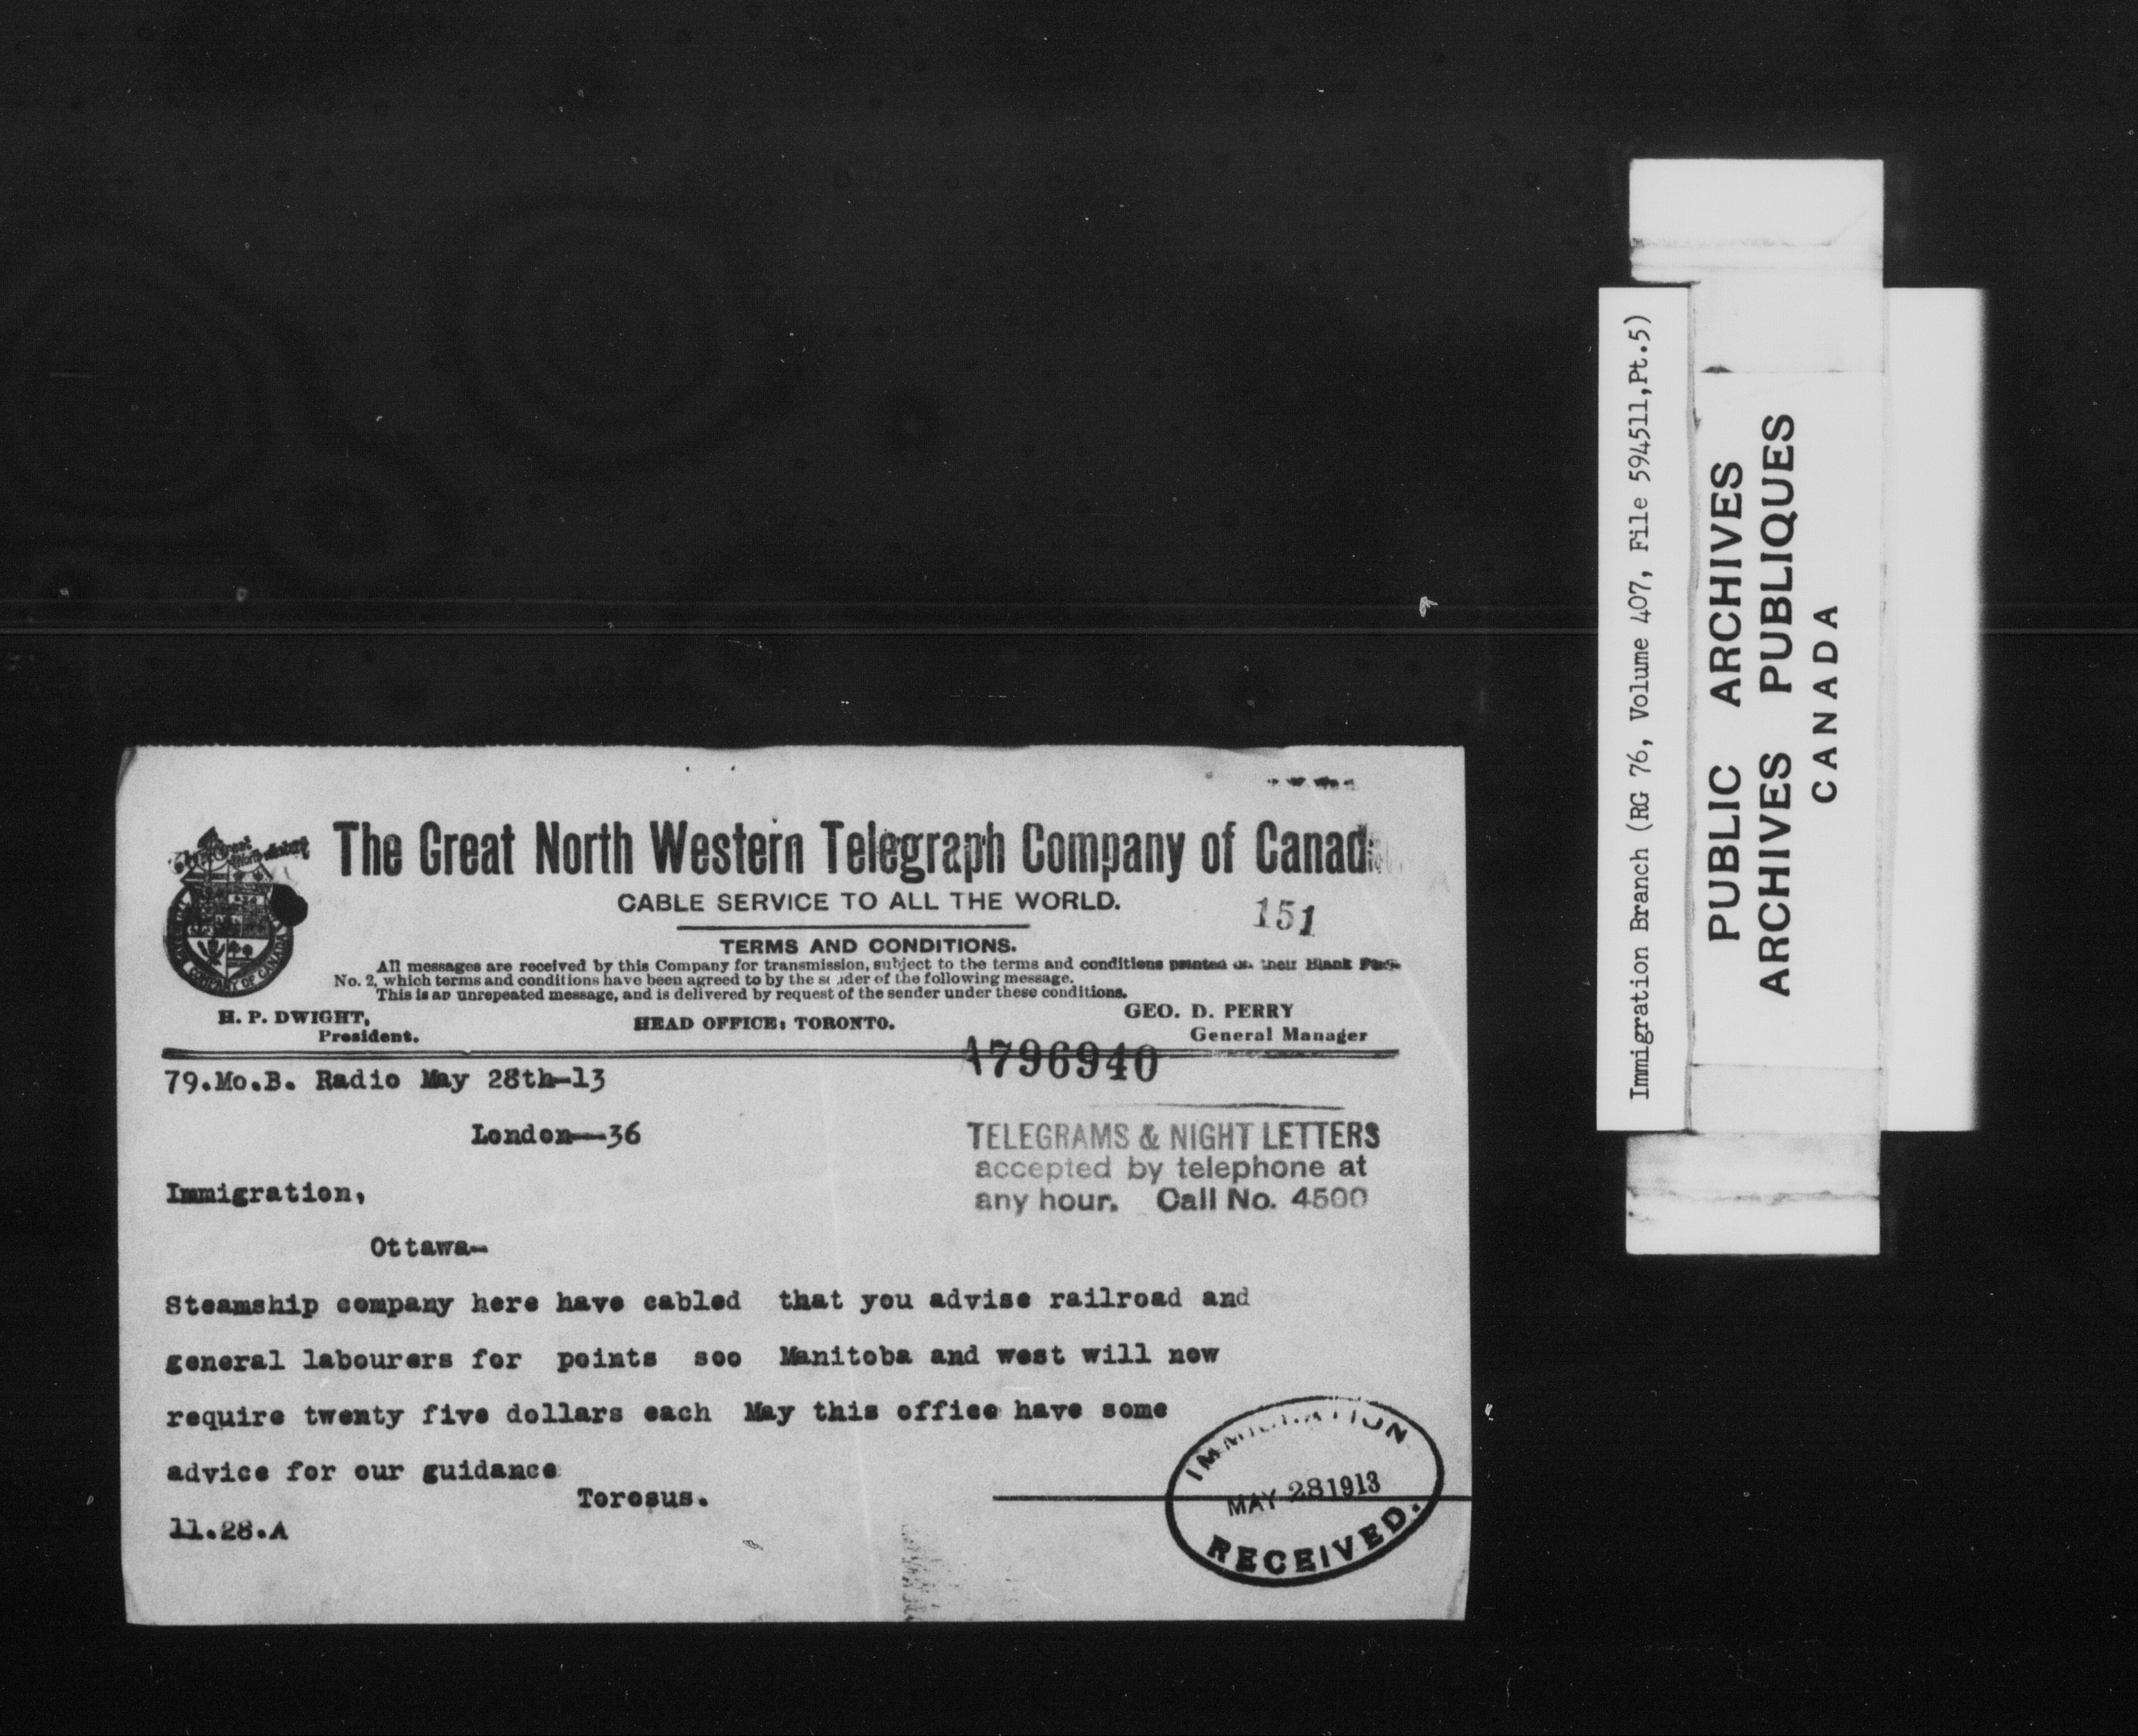 The Great North Western Telegraph Company of Canada
CABLE SERVICE TO ALL THE WORLD.
151
TERMS AND CONDITIONS.
All messages are received by this Company for transmission, subject to the terms and conditions printed on their Blank Form
No. 2, which terms and conditions have been agreed to by the sender of the following message.
This is an unrepeated message, and is delivered by request of the sender under these conditions.
H. P. DWIGHT,
President.
HEAD OFFICE: TORONTO.
GEO. D. PERRY
General Manager
A796940
79.Mo.B. Radio May 28th-13
London--36
TELEGRAMS & NIGHT LETTERS
accepted by telephone at
any hour. Call No. 4500
Immigration,
Ottawa-
Steamship company here have cabled that you advise railroad and
general labourers for points soo Manitoba and west will now
require twenty five dollars each May this office have some
advice for our guidance
Torosus.
11.28.A
IMMIGRATION
MAY 28 1913
RECEIVED.
Immigration Branch (RG 76, Volume 407, File 594511,Pt.5)
PUBLIC ARCHIVES
ARCHIVES PUBLIQUES
CANADA